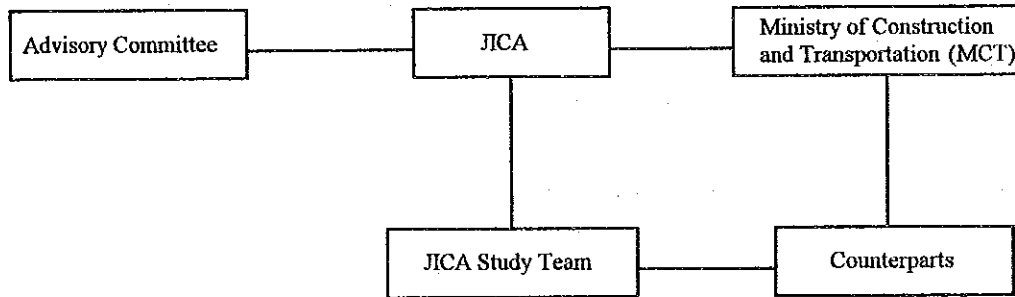 Advisory Committee
JICA
Ministry of Construction
and Transportation (MCT)
JICA Study Team
Counterparts